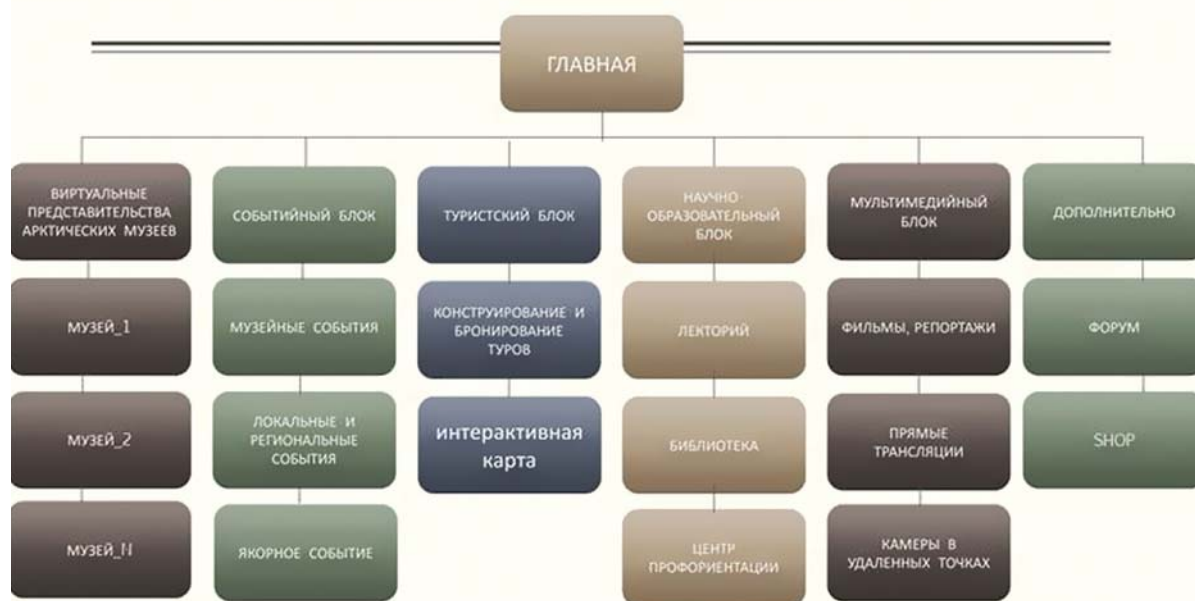 ГЛАВНАЯ
ВИРТУАЛЬНЫЕ
ПРЕДСТАВИТЕЛЬСТВА
АРКТИЧЕСКИХ МУЗЕЕВ
СОБЫТИЙНЫЙ БЛОК
ТУРИСТСКИЙ БЛОК
НАУЧНО-
ОБРАЗОВАТЕЛЬНЫЙ
БЛОК
МУЛЬТИМЕДИЙНЫЙ
БЛОК
ДОПОЛНИТЕЛЬНО
МУЗЕЙ_1
МУЗЕЙНЫЕ СОБЫТИЯ
КОНСТРУИРОВАНИЕ И
БРОНИРОВАНИЕ
ТУРОВ
ЛЕКТОРИЙ
ФИЛЬМЫ, РЕПОРТАЖИ
ФОРУМ
МУЗЕЙ_2
ЛОКАЛЬНЫЕ И
РЕГИОНАЛЬНЫЕ
СОБЫТИЯ
интерактивная
карта
БИБЛИОТЕКА
ПРЯМЫЕ
ТРАНСЛЯЦИИ
SHOP
МУЗЕЙ_N
ЯКОРНОЕ СОБЫТИЕ
ЦЕНТР
ПРОФОРИЕНТАЦИИ
КАМЕРЫ В
УДАЛЕННЫХ ТОЧКАХ